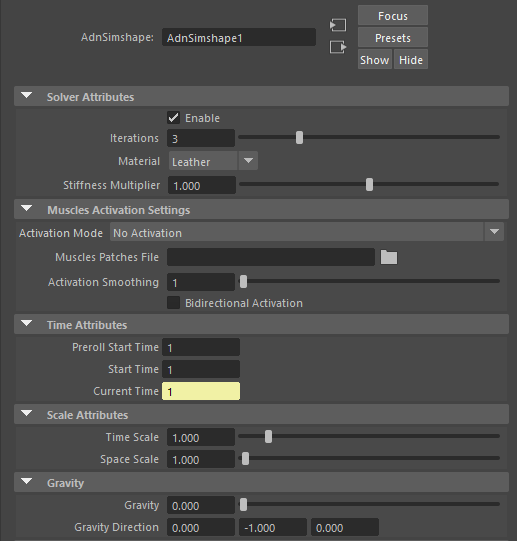 Focus
AdnSimshape: AdnSimshape1
Presets
Show Hide
Solver Attributes
Enable
Iterations 3
Material Leather
Stiffness Multiplier 1.000
Muscles Activation Settings
Activation Mode No Activation
Muscles Patches File
Activation Smoothing 1
Bidirectional Activation
Time Attributes
Preroll Start Time 1
Start Time 1
Current Time 1
Scale Attributes
Time Scale 1.000
Space Scale 1.000
Gravity
Gravity 0.000
Gravity Direction 0.000 -1.000 0.000